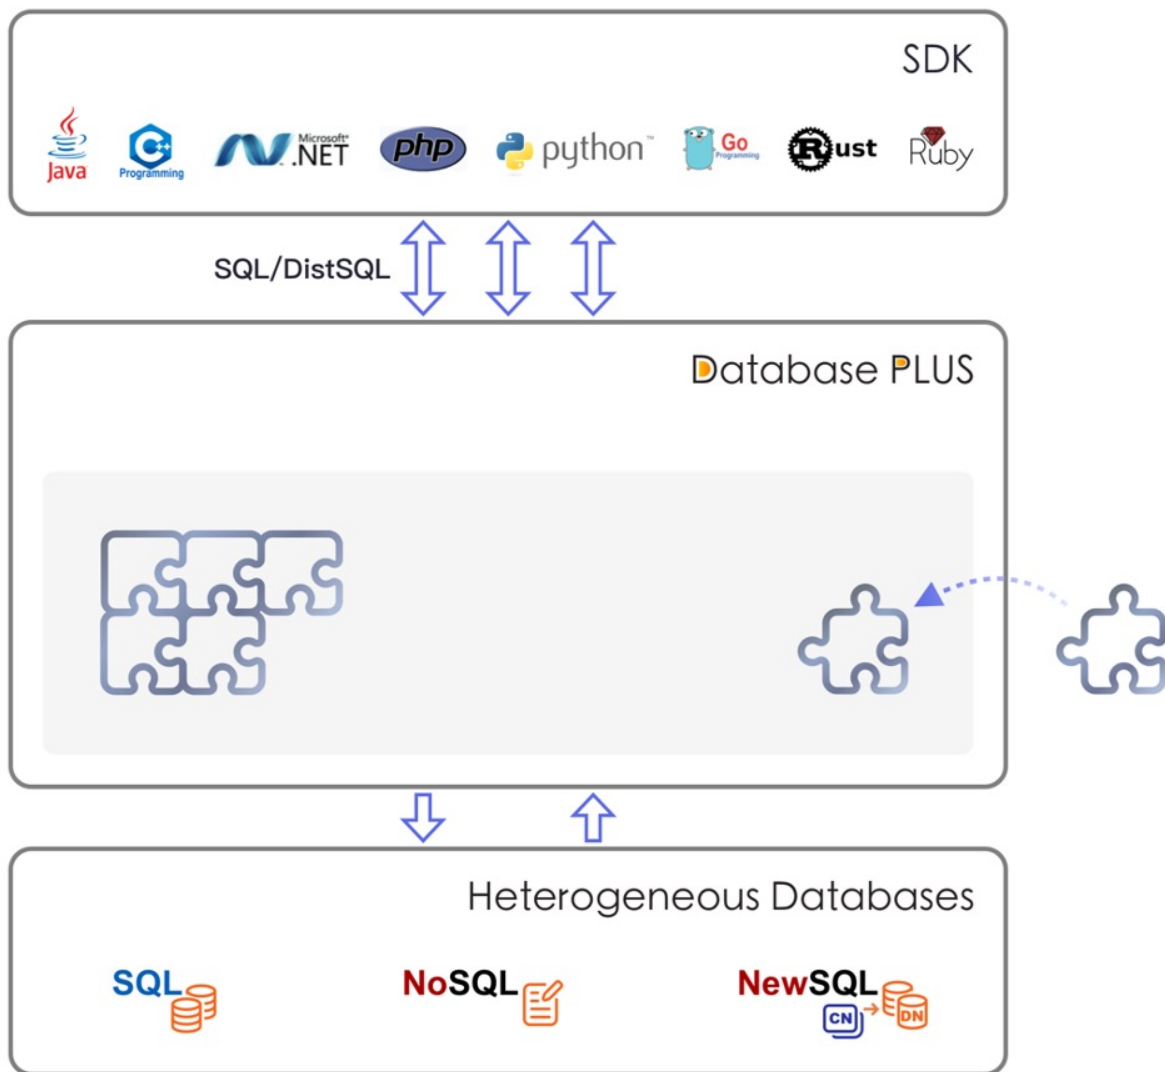 SDK
Java
C++
Programming
Microsoft®
.NET
php
python™
Go
Programming
Rust
Ruby
SQL/DistSQL
Database PLUS
Heterogeneous Databases
SQL
NoSQL
NewSQL
CN
DN